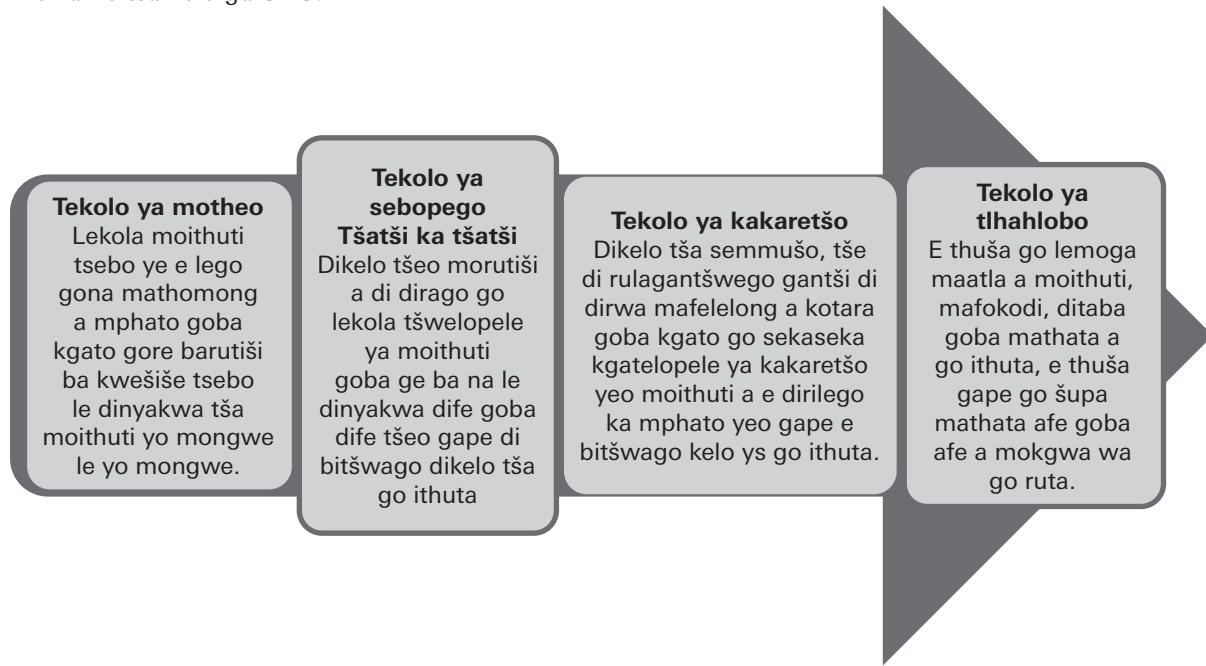 Tekolo ya motheo
Lekola moithuti
tsebo ye e lego
gona mathomong
a mphato goba
kgato gore barutiši
ba kwešiše tsebo
le dinyakwa tša
moithuti yo mongwe
le yo mongwe.
Tekolo ya
sebopego
Tšatši ka tšatši
Dikelo tšeo morutiši
a di dirago go
lekola tšwelopele
ya moithuti
goba ge ba na le
dinyakwa dife goba
dife tšeo gape di
bitšwago dikelo tša
go ithuta
Tekolo ya kakaretšo
Dikelo tša semmušo, tše
di rulagantšwego gantši di
dirwa mafelelong a kotara
goba kgato go sekaseka
kgatelopele ya kakaretšo
yeo moithuti a e dirilego
ka mphato yeo gape e
bitšwago kelo ys go ithuta.
Tekolo ya
tlhahlobo
E thuša go lemoga
maatla a moithuti,
mafokodi, ditaba
goba mathata a
go ithuta, e thuša
gape go šupa
mathata afe goba
afe a mokgwa wa
go ruta.